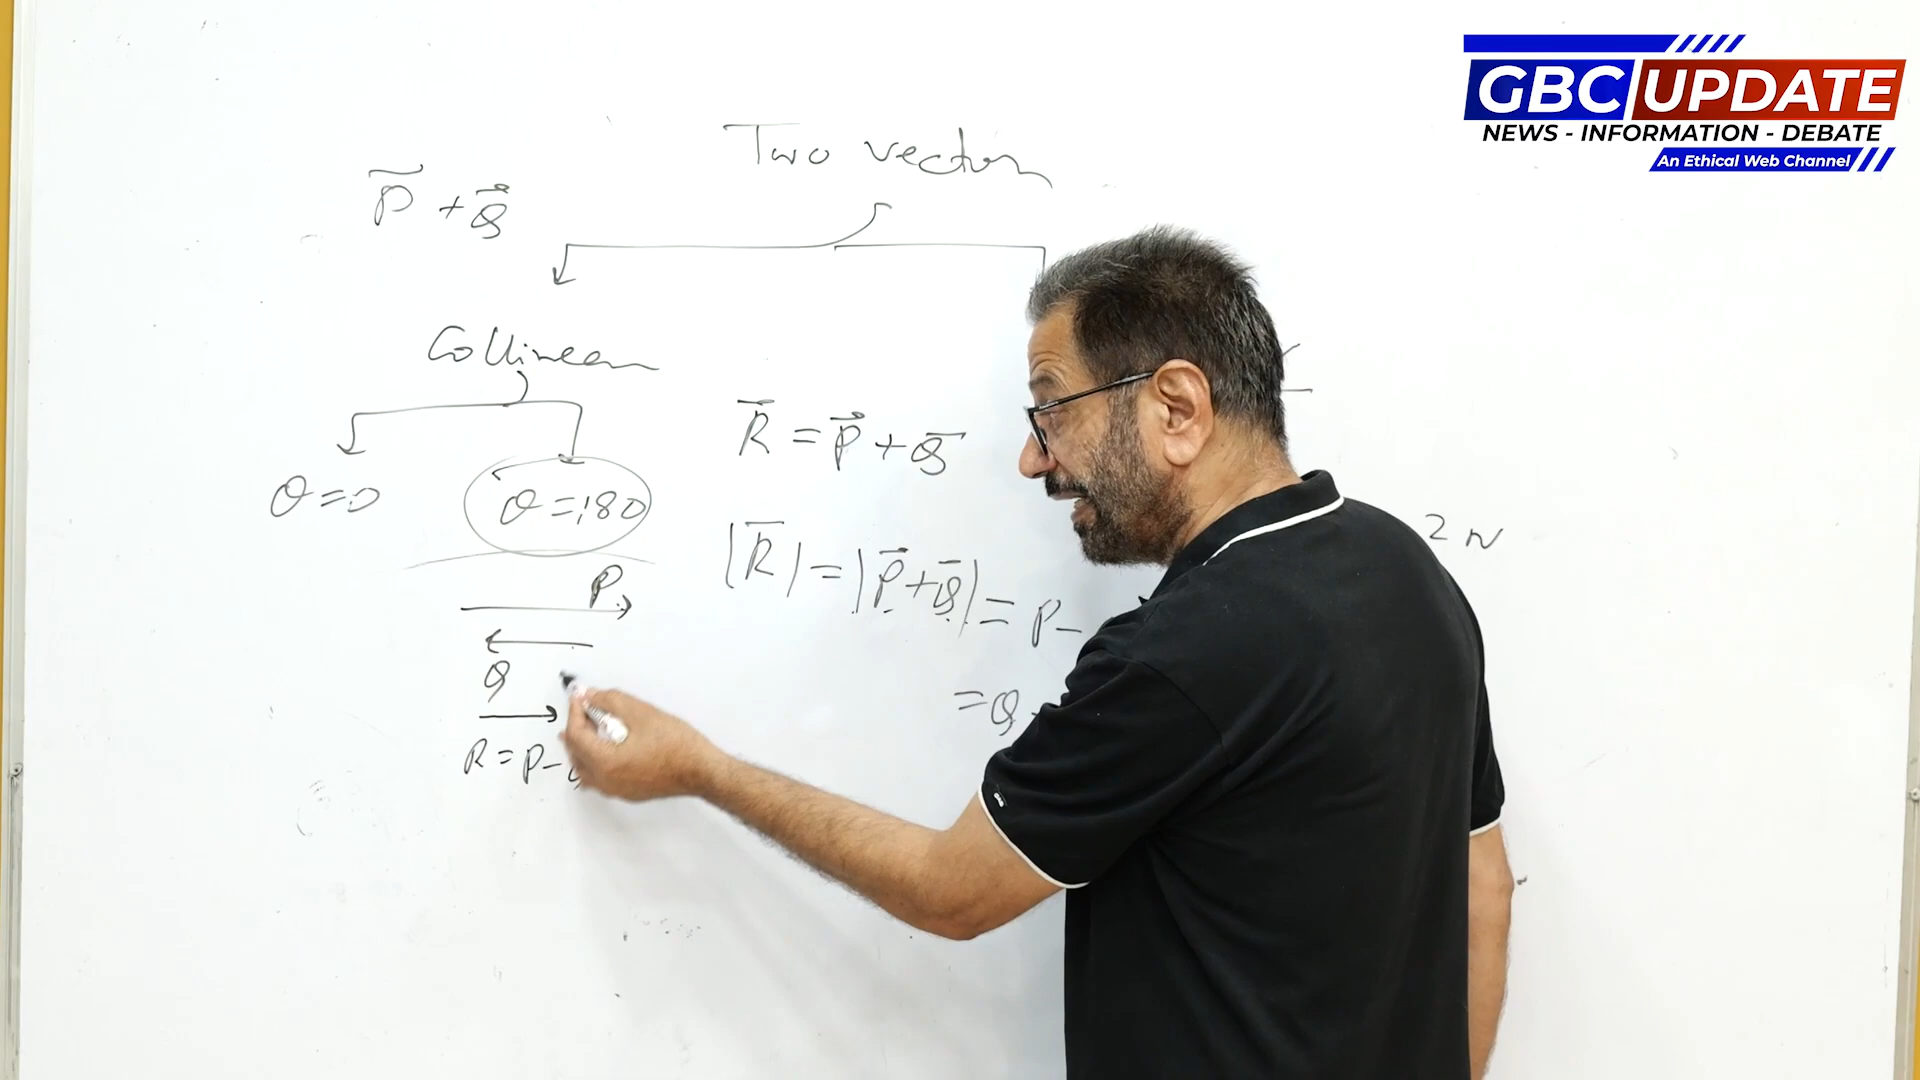 GBC UPDATE
NEWS - INFORMATION - DEBATE
An Ethical Web Channel
Two vector
P + Q
Collinear
R = P + Q
θ = 0
θ = 180
2 N
|R| = |P + Q| = P -
P
= Q
Q
R = P -